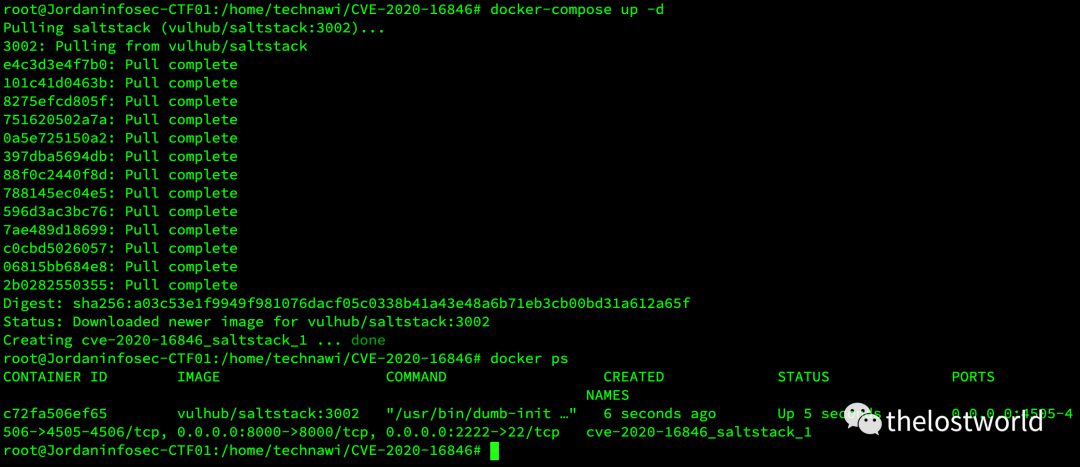 root@Jordaninfosec-CTF01:/home/technawi/CVE-2020-16846# docker-compose up -d
Pulling saltstack (vulhub/saltstack:3002)...
3002: Pulling from vulhub/saltstack
e4c3d3e4f7b0: Pull complete
101c41d0463b: Pull complete
8275efcd805f: Pull complete
751620502a7a: Pull complete
0a5e725150a2: Pull complete
397dba5694db: Pull complete
88f0c2440f8d: Pull complete
788145ec04e5: Pull complete
596d3ac3bc76: Pull complete
7ae489d18699: Pull complete
c0cbd5026057: Pull complete
06815bb684e8: Pull complete
2b0282550355: Pull complete
Digest: sha256:a03c53e1f9949f981076dacf05c0338b41a43e48a6b71eb3cb00bd31a612a65f
Status: Downloaded newer image for vulhub/saltstack:3002
Creating cve-2020-16846_saltstack_1 ... done
root@Jordaninfosec-CTF01:/home/technawi/CVE-2020-16846# docker ps
CONTAINER ID IMAGE COMMAND CREATED STATUS PORTS
NAMES
c72fa506ef65 vulhub/saltstack:3002 "/usr/bin/dumb-init …" 6 seconds ago Up 5 seconds 0.0.0.0:4505-4
506->4505-4506/tcp, 0.0.0.0:8000->8000/tcp, 0.0.0.0:2222->22/tcp cve-2020-16846_saltstack_1
root@Jordaninfosec-CTF01:/home/technawi/CVE-2020-16846#
thelostworld